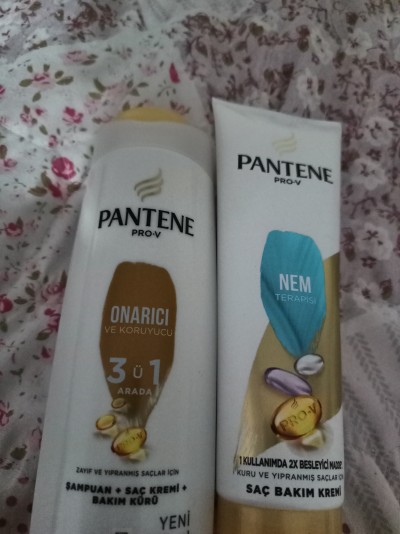 PANTENE
PRO-V
ONARICI
VE KORUYUCU
3 Ü 1
ARADA
PRO-V
ZAYIF VE YIPRANMIŞ SAÇLAR İÇİN
ŞAMPUAN + SAÇ KREMİ +
BAKIM KÜRÜ
YENİ
PANTENE
PRO-V
NEM
TERAPİSİ
PRO-V
1 KULLANIMDA 2X BESLEYİCİ MADDE
KURU VE YIPRANMIŞ SAÇLAR İÇİN
SAÇ BAKIM KREMİ